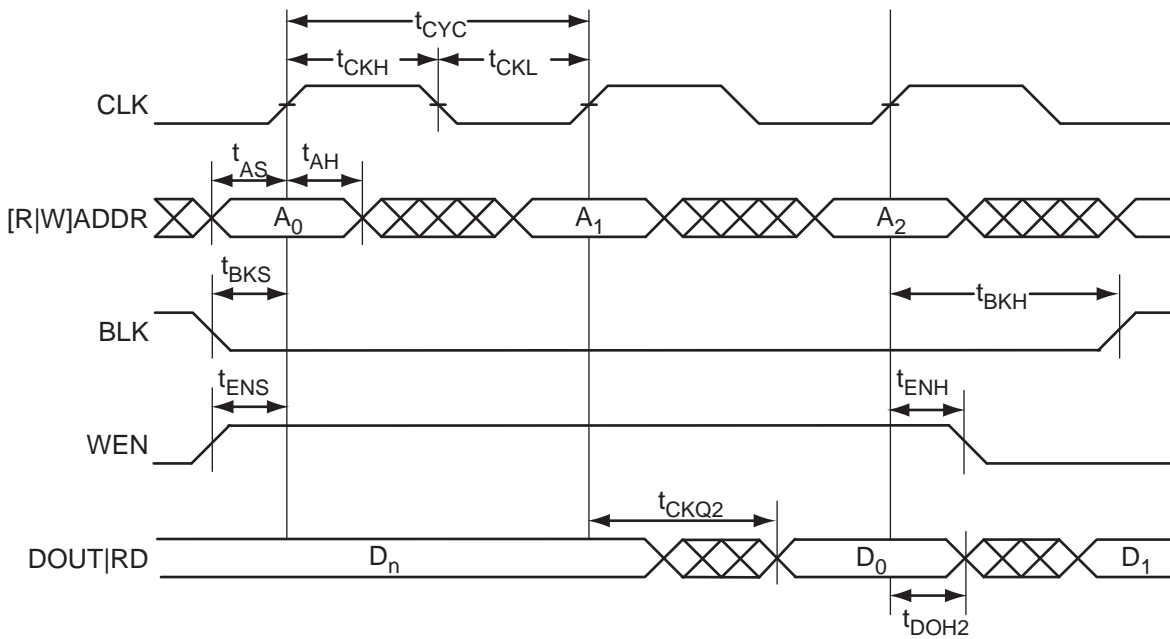 tCYC
tCKH tCKL
CLK
tAS tAH
[R|W]ADDR A0 A1 A2
tBKS tBKH
BLK
tENS tENH
WEN
tCKQ2
DOUT|RD Dn D0 D1
tDOH2